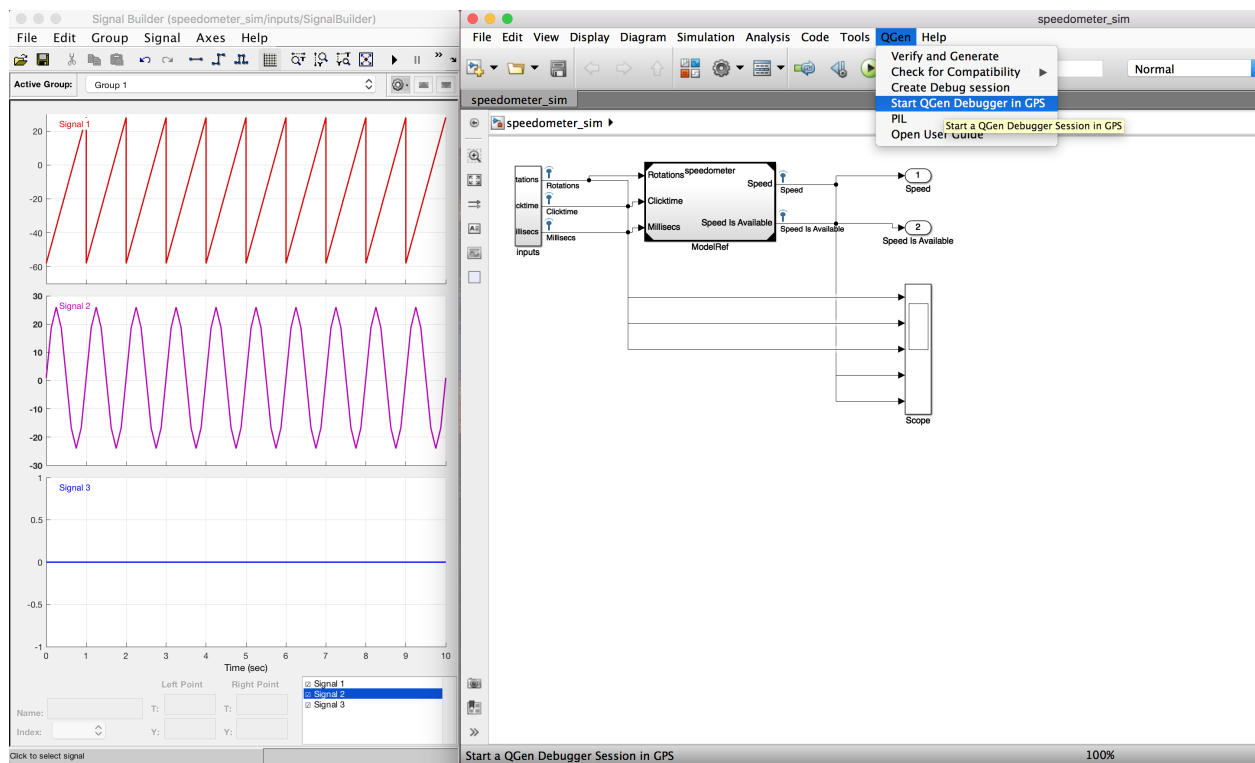 Signal Builder (speedometer_sim/inputs/SignalBuilder)
File Edit Group Signal Axes Help
Active Group: Group 1
Signal 1
20
0
-20
-40
-60
Signal 2
30
20
10
0
-10
-20
-30
Signal 3
1
0.5
0
-0.5
-1
0 1 2 3 4 5 6 7 8 9 10
Time (sec)
Left Point Right Point
Name: T: T:
Index: Y: Y:
Signal 1
Signal 2
Signal 3
Click to select signal
speedometer_sim
File Edit View Display Diagram Simulation Analysis Code Tools QGen Help
Normal
Verify and Generate
Check for Compatibility
Create Debug session
Start QGen Debugger in GPS
PIL
Start a QGen Debugger Session in GPS
Open User Guide
speedometer_sim
speedometer_sim
tations
cktime
illisecs
inputs
Rotations
Clicktime
Millisecs
Rotations speedometer
Speed
Clicktime
Millisecs Speed Is Available
ModelRef
Speed
Speed Is Available
1
Speed
2
Speed Is Available
Scope
Start a QGen Debugger Session in GPS
100%